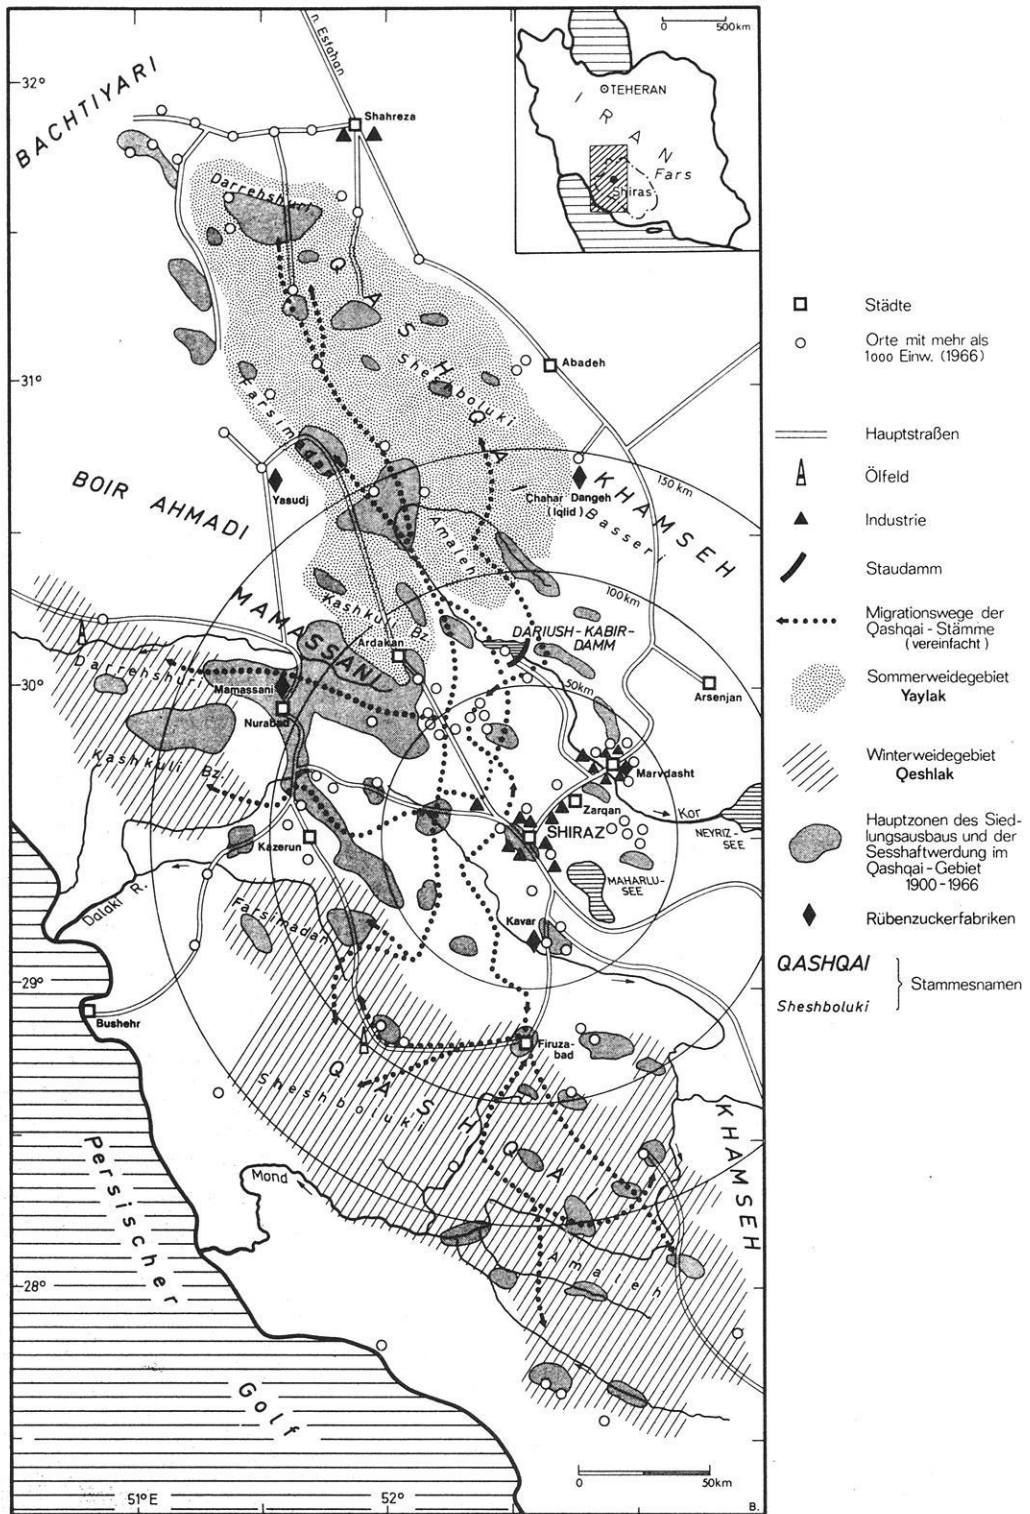 n. Esfahan
32°
BACHTIYARI
Shahreza
0 500km
TEHERAN
IRAN
Fars
Shiras
Darrehshuri
QASHQAI
Sheshboluki
Abadeh
31°
Farsimadan
150 km
Yasudj
BOIR AHMADI
Chahar Dangeh
(Iqlid)
KHAMSEH
Basseri
Amaleh
100km
MAMASSANI
Kashkuli Bz.
Ardakan
DARIUSH-KABIR-
DAMM
Darrehshuri
30°
Mamassani
50km
Arsenjan
Nurabad
Kashkuli Bz.
Marvdasht
Zarqan
Kor
SHIRAZ
NEYRIZ-
SEE
Kazerun
MAHARLU-
SEE
Dalaki R.
Farsimadan
Kavar
29°
Bushehr
Firuza-
bad
QASHQAI
Sheshboluki
KHAMSEH
Mond
Persischer
Golf
28°
Amaleh
51°E
52°
0 50km
B.
Städte
Orte mit mehr als
1000 Einw. (1966)
Hauptstraßen
Ölfeld
Industrie
Staudamm
Migrationswege der
Qashqai-Stämme
(vereinfacht)
Sommerweidegebiet
Yaylak
Winterweidegebiet
Qeshlak
Hauptzonen des Sied-
lungsausbaus und der
Sesshaftwerdung im
Qashqai-Gebiet
1900-1966
Rübenzuckerfabriken
QASHQAI
Sheshboluki
Stammesnamen